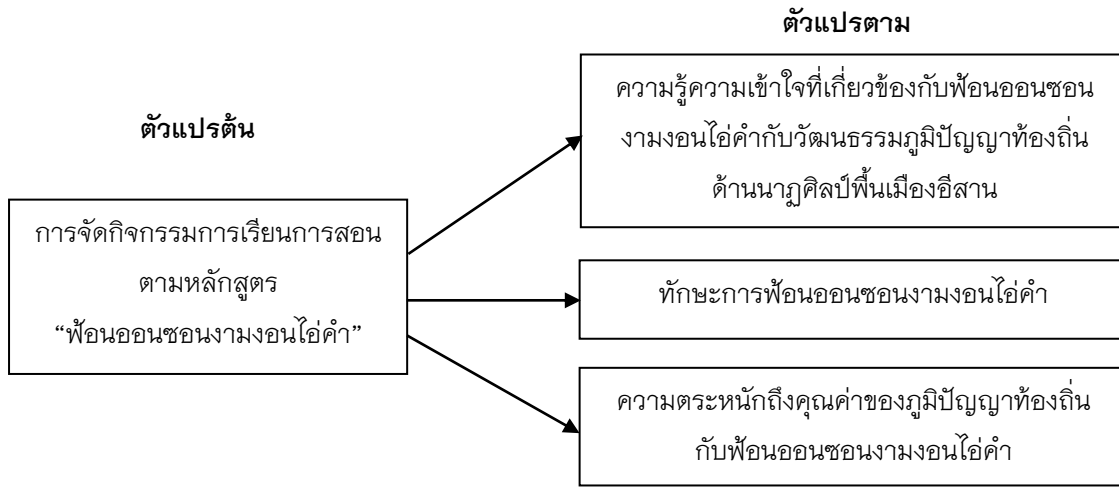 ตัวแปรตาม
ความรู้ความเข้าใจที่เกี่ยวข้องกับฟ้อนออนซอน
งามงอนไอ่คำกับวัฒนธรรมภูมิปัญญาท้องถิ่น
ด้านนาฏศิลป์พื้นเมืองอีสาน
ตัวแปรต้น
การจัดกิจกรรมการเรียนการสอน
ตามหลักสูตร
“ฟ้อนออนซอนงามงอนไอ่คำ”
ทักษะการฟ้อนออนซอนงามงอนไอ่คำ
ความตระหนักถึงคุณค่าของภูมิปัญญาท้องถิ่น
กับฟ้อนออนซอนงามงอนไอ่คำ